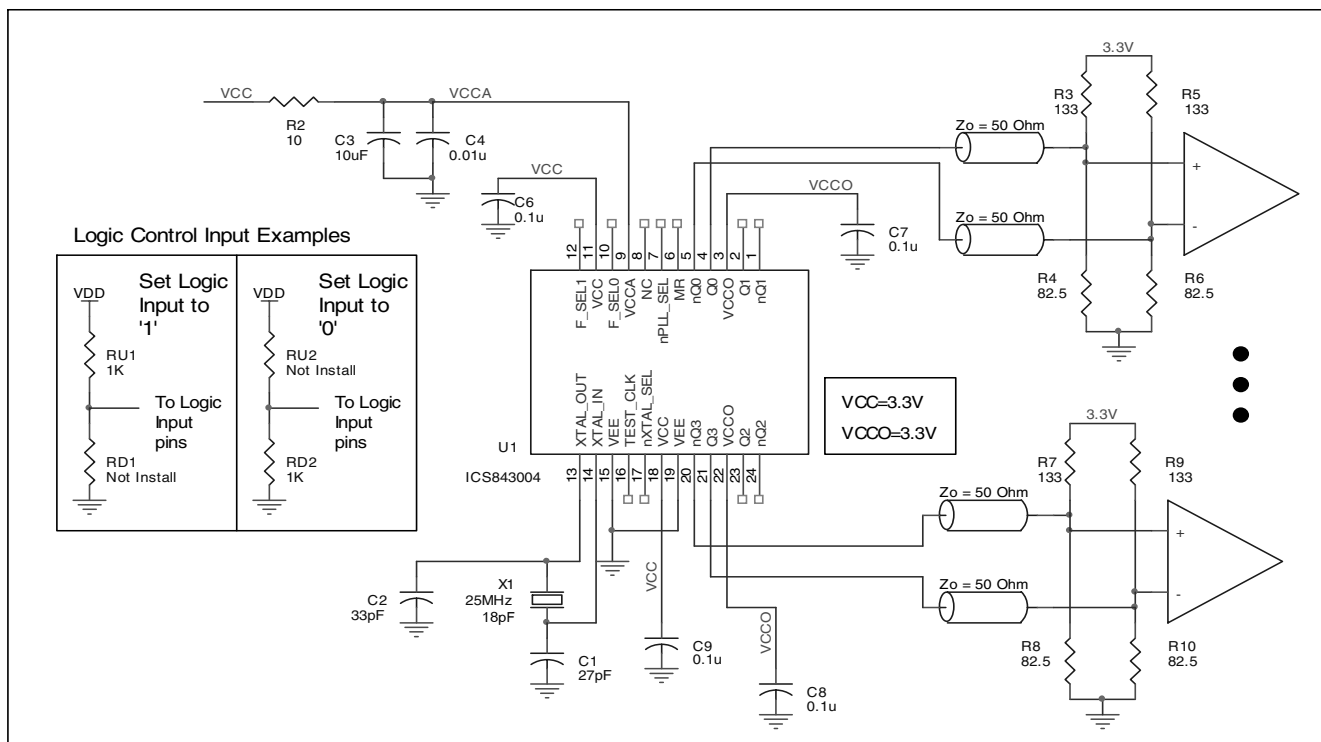 VCC
R2
10
VCCA
C3
10uF
C4
0.01u
VCC
C6
0.1u
VCCO
C7
0.1u
Zo = 50 Ohm
Zo = 50 Ohm
3.3V
R3
133
R5
133
+
-
R4
82.5
R6
82.5
Logic Control Input Examples
Set Logic
Input to
'1'
VDD
RU1
1K
To Logic
Input
pins
RD1
Not Install
Set Logic
Input to
'0'
VDD
RU2
Not Install
To Logic
Input
pins
RD2
1K
12
11
10
9
8
7
6
5
4
3
2
1
F_SEL1
VCC
F_SEL0
VCCA
NC
nPLL_SEL
MR
nQ0
Q0
VCCO
Q1
nQ1
XTAL_OUT
XTAL_IN
VEE
TEST_CLK
nXTAL_SEL
VCC
VEE
nQ3
Q3
VCCO
Q2
nQ2
U1
ICS843004
13
14
15
16
17
18
19
20
21
22
23
24
VCC=3.3V
VCCO=3.3V
C2
33pF
X1
25MHz
18pF
C1
27pF
VCC
C9
0.1u
VCCO
C8
0.1u
Zo = 50 Ohm
Zo = 50 Ohm
3.3V
R7
133
R9
133
+
-
R8
82.5
R10
82.5